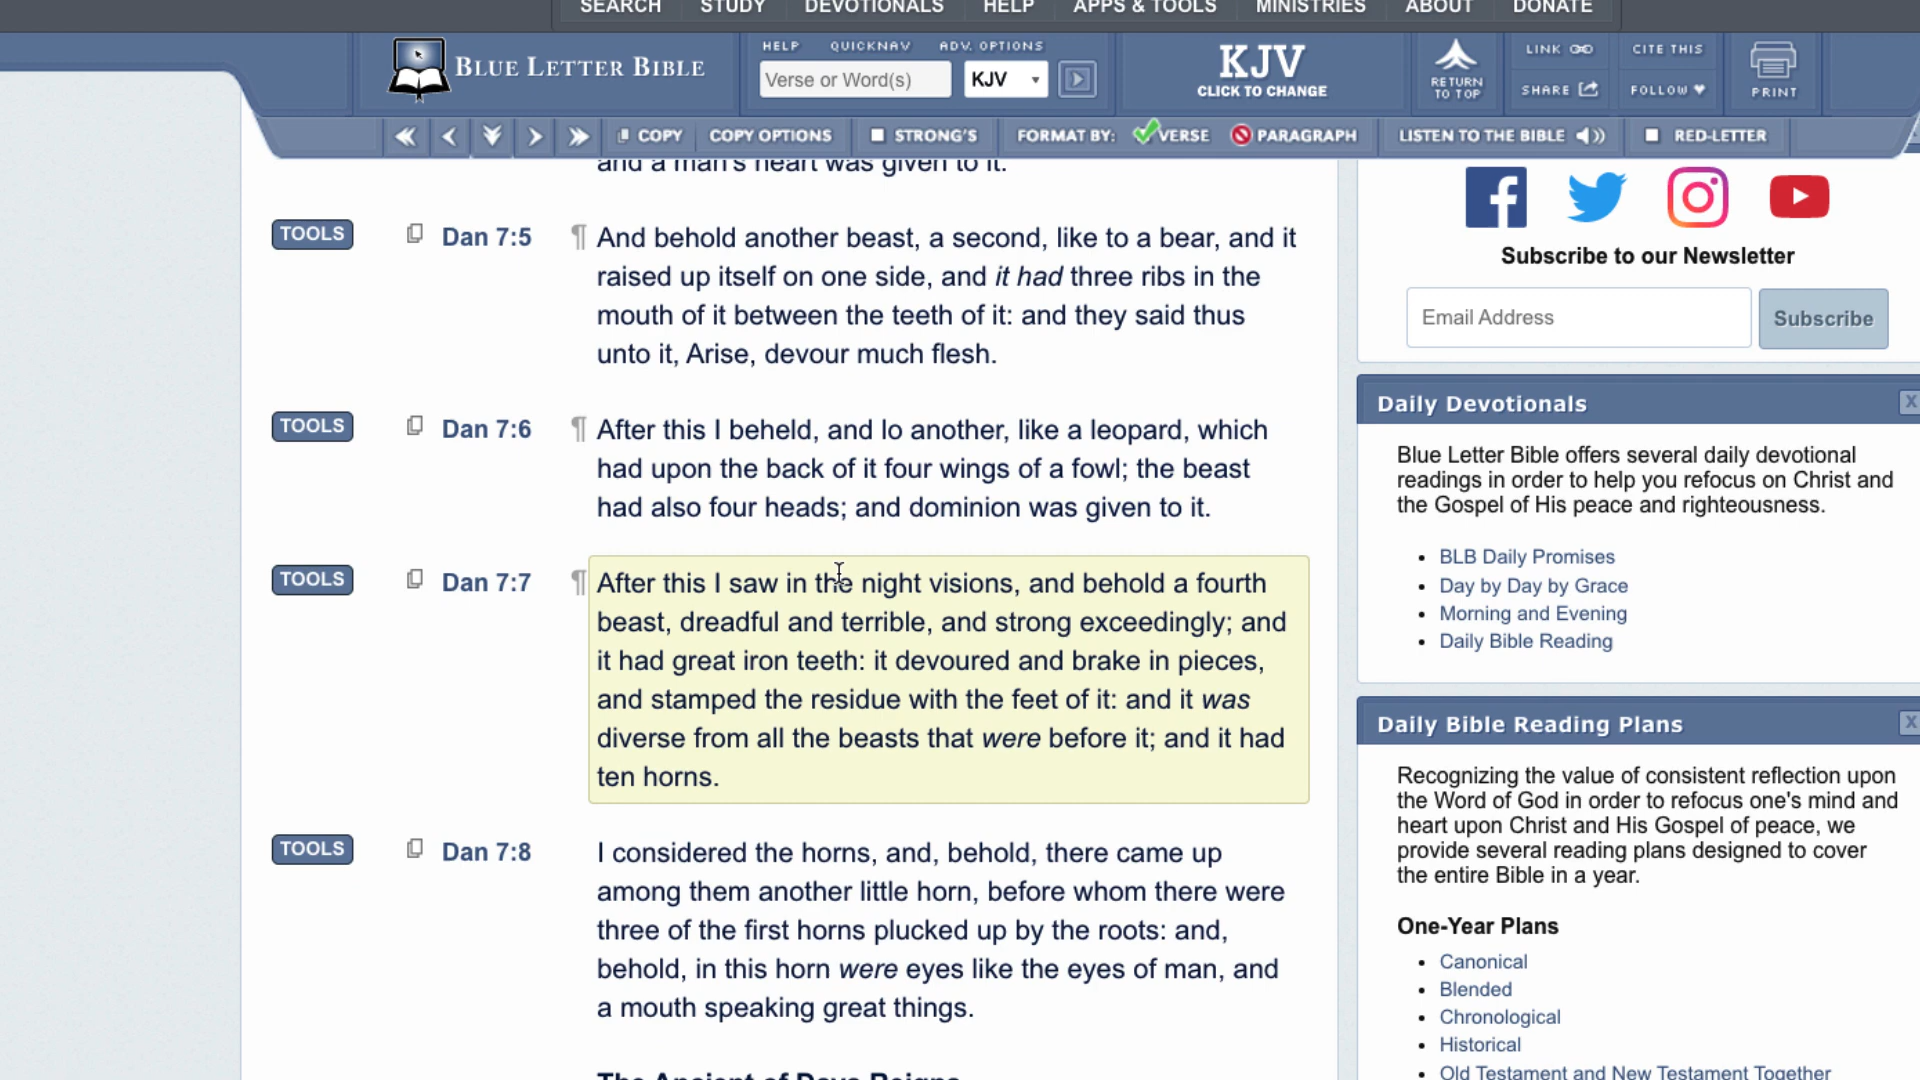 SEARCH STUDY DEVOTIONALS HELP APPS & TOOLS MINISTRIES ABOUT DONATE
BLUE LETTER BIBLE
HELP QUICKNAV ADV. OPTIONS
Verse or Word(s) KJV
KJV
CLICK TO CHANGE
RETURN
TO TOP
LINK
SHARE
CITE THIS
FOLLOW
PRINT
COPY COPY OPTIONS STRONG'S FORMAT BY: VERSE PARAGRAPH LISTEN TO THE BIBLE RED-LETTER
and a man's heart was given to it.
TOOLS Dan 7:5 ¶ And behold another beast, a second, like to a bear, and it
raised up itself on one side, and it had three ribs in the
mouth of it between the teeth of it: and they said thus
unto it, Arise, devour much flesh.
TOOLS Dan 7:6 ¶ After this I beheld, and lo another, like a leopard, which
had upon the back of it four wings of a fowl; the beast
had also four heads; and dominion was given to it.
TOOLS Dan 7:7 ¶ After this I saw in the night visions, and behold a fourth
beast, dreadful and terrible, and strong exceedingly; and
it had great iron teeth: it devoured and brake in pieces,
and stamped the residue with the feet of it: and it was
diverse from all the beasts that were before it; and it had
ten horns.
TOOLS Dan 7:8 I considered the horns, and, behold, there came up
among them another little horn, before whom there were
three of the first horns plucked up by the roots: and,
behold, in this horn were eyes like the eyes of man, and
a mouth speaking great things.
The Ancient of Days Reigns
Subscribe to our Newsletter
Email Address Subscribe
Daily Devotionals X
Blue Letter Bible offers several daily devotional
readings in order to help you refocus on Christ and
the Gospel of His peace and righteousness.
• BLB Daily Promises
• Day by Day by Grace
• Morning and Evening
• Daily Bible Reading
Daily Bible Reading Plans X
Recognizing the value of consistent reflection upon
the Word of God in order to refocus one's mind and
heart upon Christ and His Gospel of peace, we
provide several reading plans designed to cover
the entire Bible in a year.
One-Year Plans
• Canonical
• Blended
• Chronological
• Historical
• Old Testament and New Testament Together